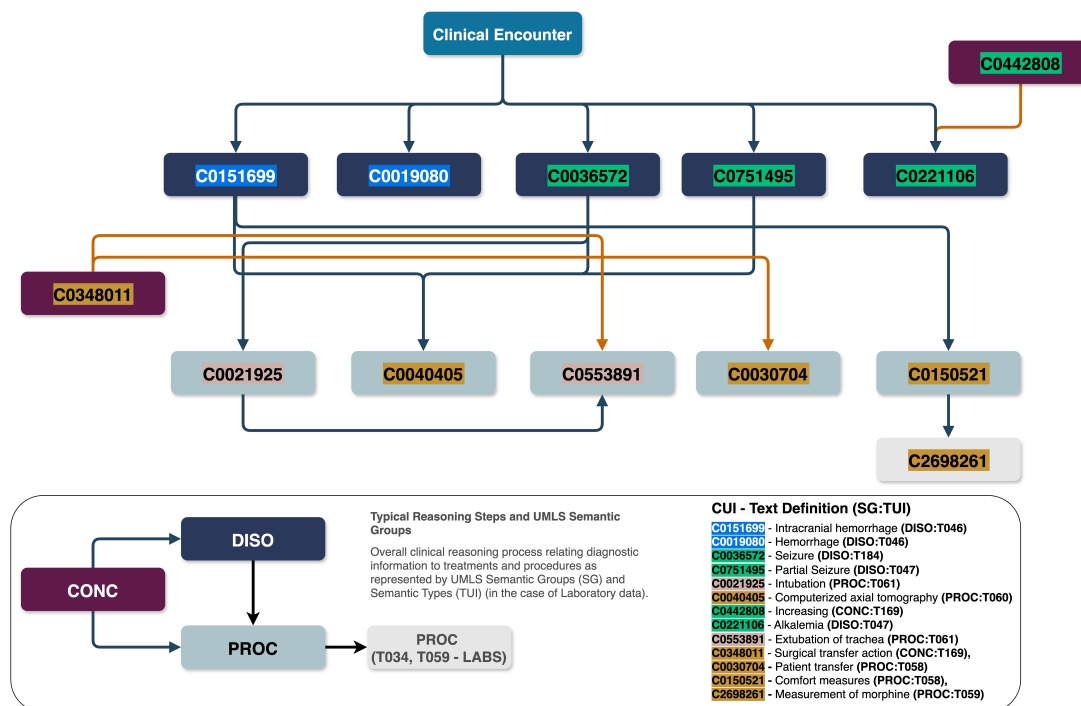 Clinical Encounter
C0442808
C0151699
C0019080
C0036572
C0751495
C0221106
C0348011
C0021925
C0040405
C0553891
C0030704
C0150521
C2698261
DISO
CONC
PROC
PROC
(T034, T059 - LABS)
Typical Reasoning Steps and UMLS Semantic
Groups
Overall clinical reasoning process relating diagnostic
information to treatments and procedures as
represented by UMLS Semantic Groups (SG) and
Semantic Types (TUI) (in the case of Laboratory data).
CUI - Text Definition (SG:TUI)
C0151699 - Intracranial hemorrhage (DISO:T046)
C0019080 - Hemorrhage (DISO:T046)
C0036572 - Seizure (DISO:T184)
C0751495 - Partial Seizure (DISO:T047)
C0021925 - Intubation (PROC:T061)
C0040405 - Computerized axial tomography (PROC:T060)
C0442808 - Increasing (CONC:T169)
C0221106 - Alkalemia (DISO:T047)
C0553891 - Extubation of trachea (PROC:T061)
C0348011 - Surgical transfer action (CONC:T169),
C0030704 - Patient transfer (PROC:T058)
C0150521 - Comfort measures (PROC:T058),
C2698261 - Measurement of morphine (PROC:T059)